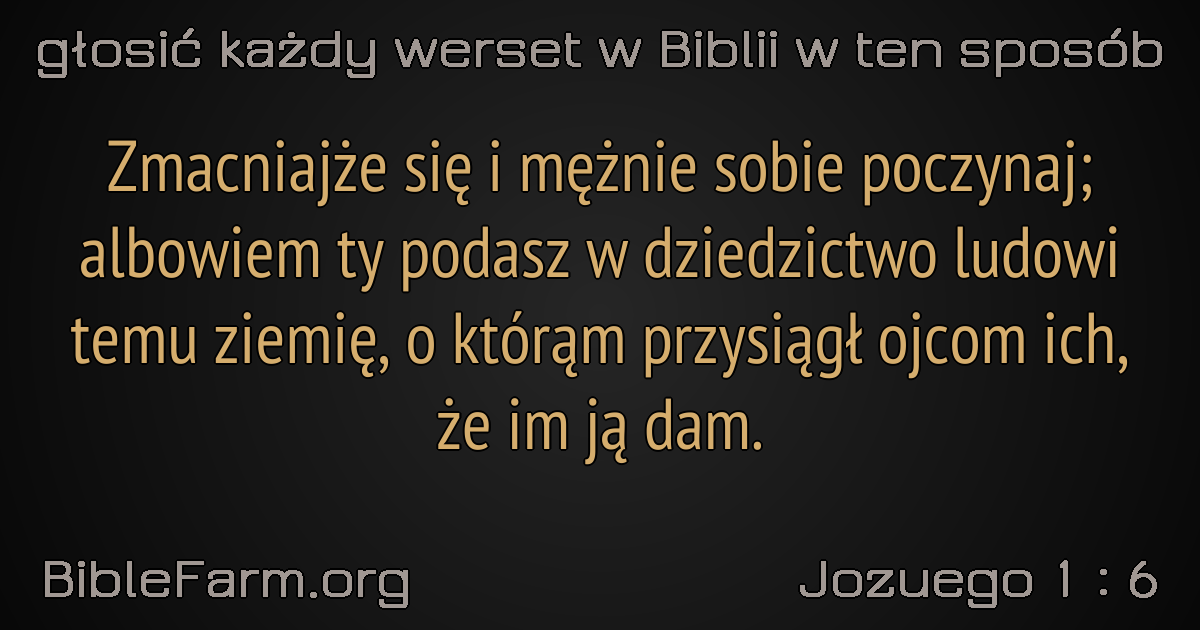 głosić każdy werset w Biblii w ten sposób
Zmacniajże się i mężnie sobie poczynaj;
albowiem ty podasz w dziedzictwo ludowi
temu ziemię, o którąm przysiągł ojcom ich,
że im ją dam.
BibleFarm.org
Jozuego 1 : 6